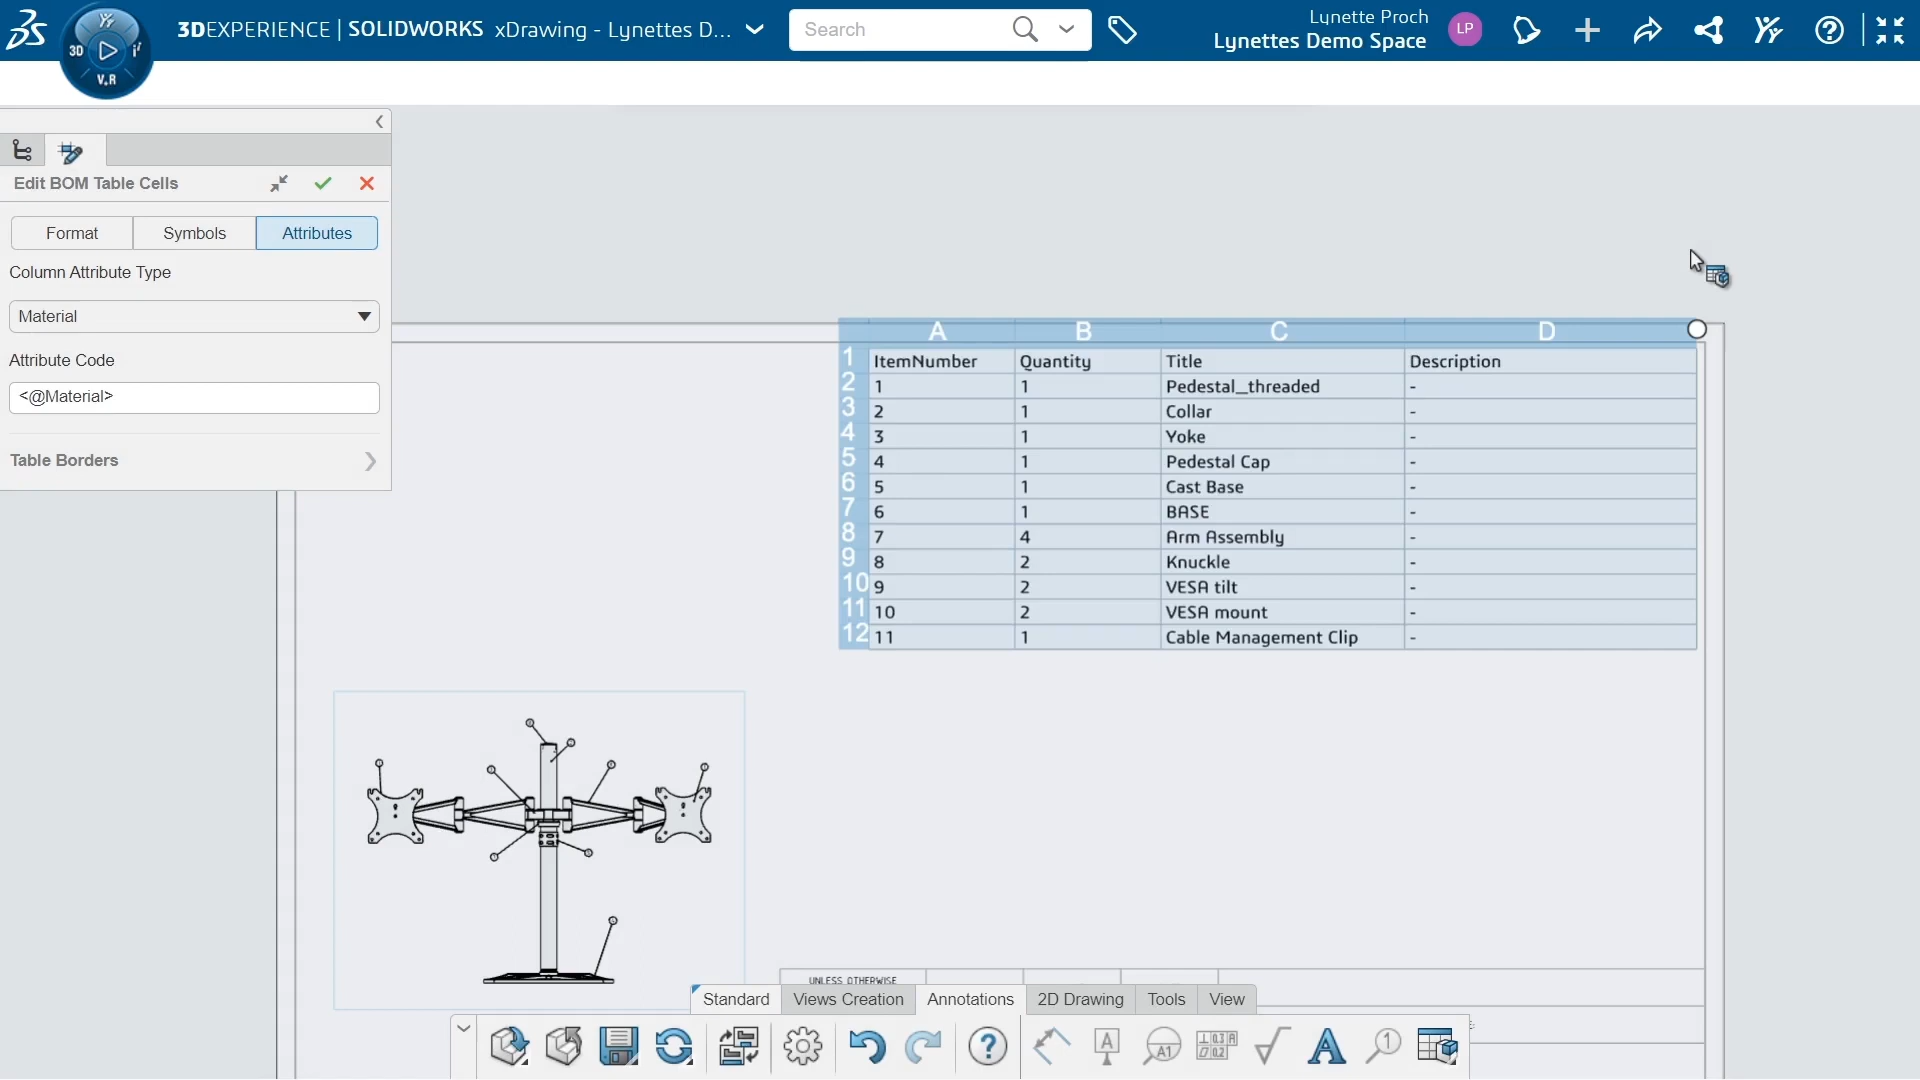 3DEXPERIENCE | SOLIDWORKS xDrawing - Lynettes D...
Search
Lynette Proch
Lynettes Demo Space
LP
3D
V.R
Edit BOM Table Cells
Format Symbols Attributes
Column Attribute Type
Material
Attribute Code
<@Material>
Table Borders
A B C D
1 ItemNumber Quantity Title Description
2 1 1 Pedestal_threaded -
3 2 1 Collar -
4 3 1 Yoke -
5 4 1 Pedestal Cap -
6 5 1 Cast Base -
7 6 1 BASE -
8 7 4 Arm Assembly -
9 8 2 Knuckle -
10 9 2 VESA tilt -
11 10 2 VESA mount -
12 11 1 Cable Management Clip -
UNLESS OTHERWISE
Standard Views Creation Annotations 2D Drawing Tools View